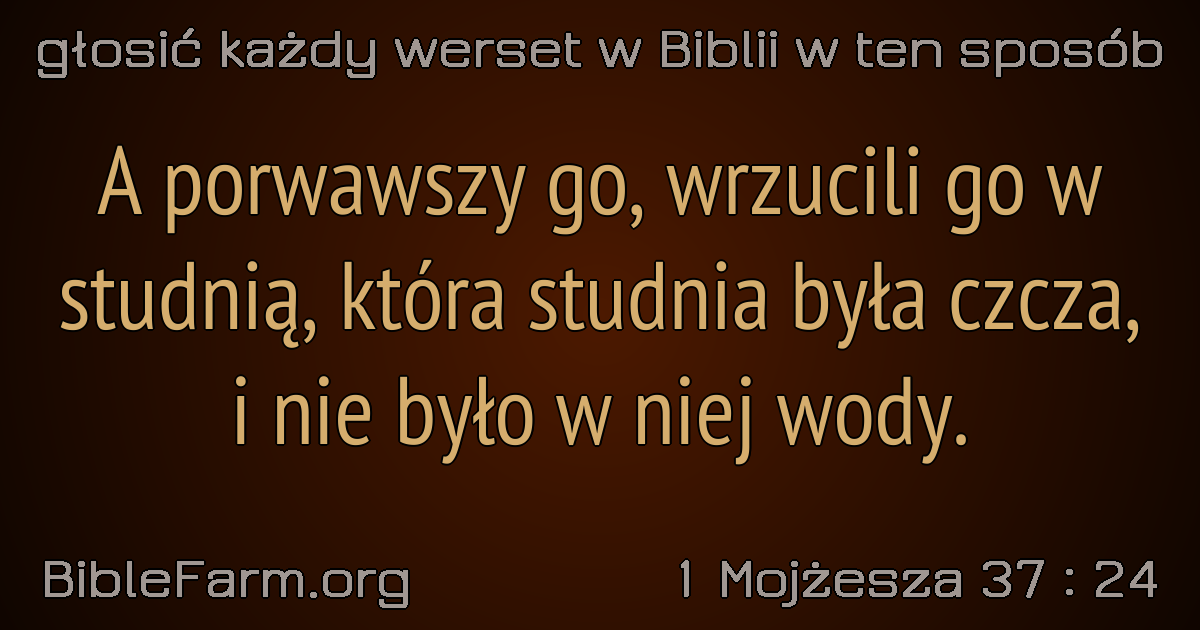 głosić każdy werset w Biblii w ten sposób
A porwawszy go, wrzucili go w
studnią, która studnia była czcza,
i nie było w niej wody.
BibleFarm.org
1 Mojżesza 37 : 24